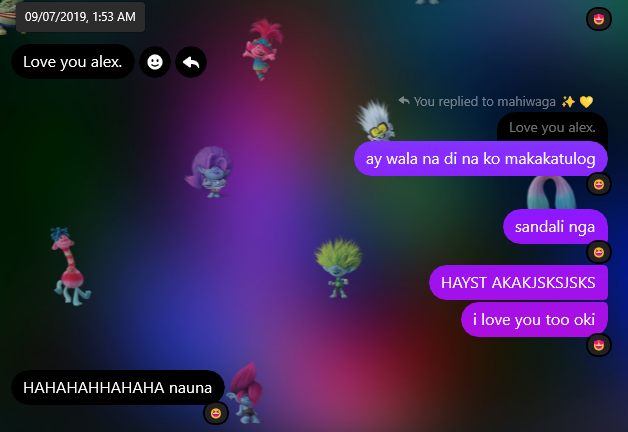 09/07/2019, 1:53 AM
Love you alex.
You replied to mahiwaga ✨ 💛
Love you alex.
ay wala na di na ko makakatulog
sandali nga
HAYST AKAKJSKSJSKS
i love you too oki
HAHAHAHHAHAHA nauna